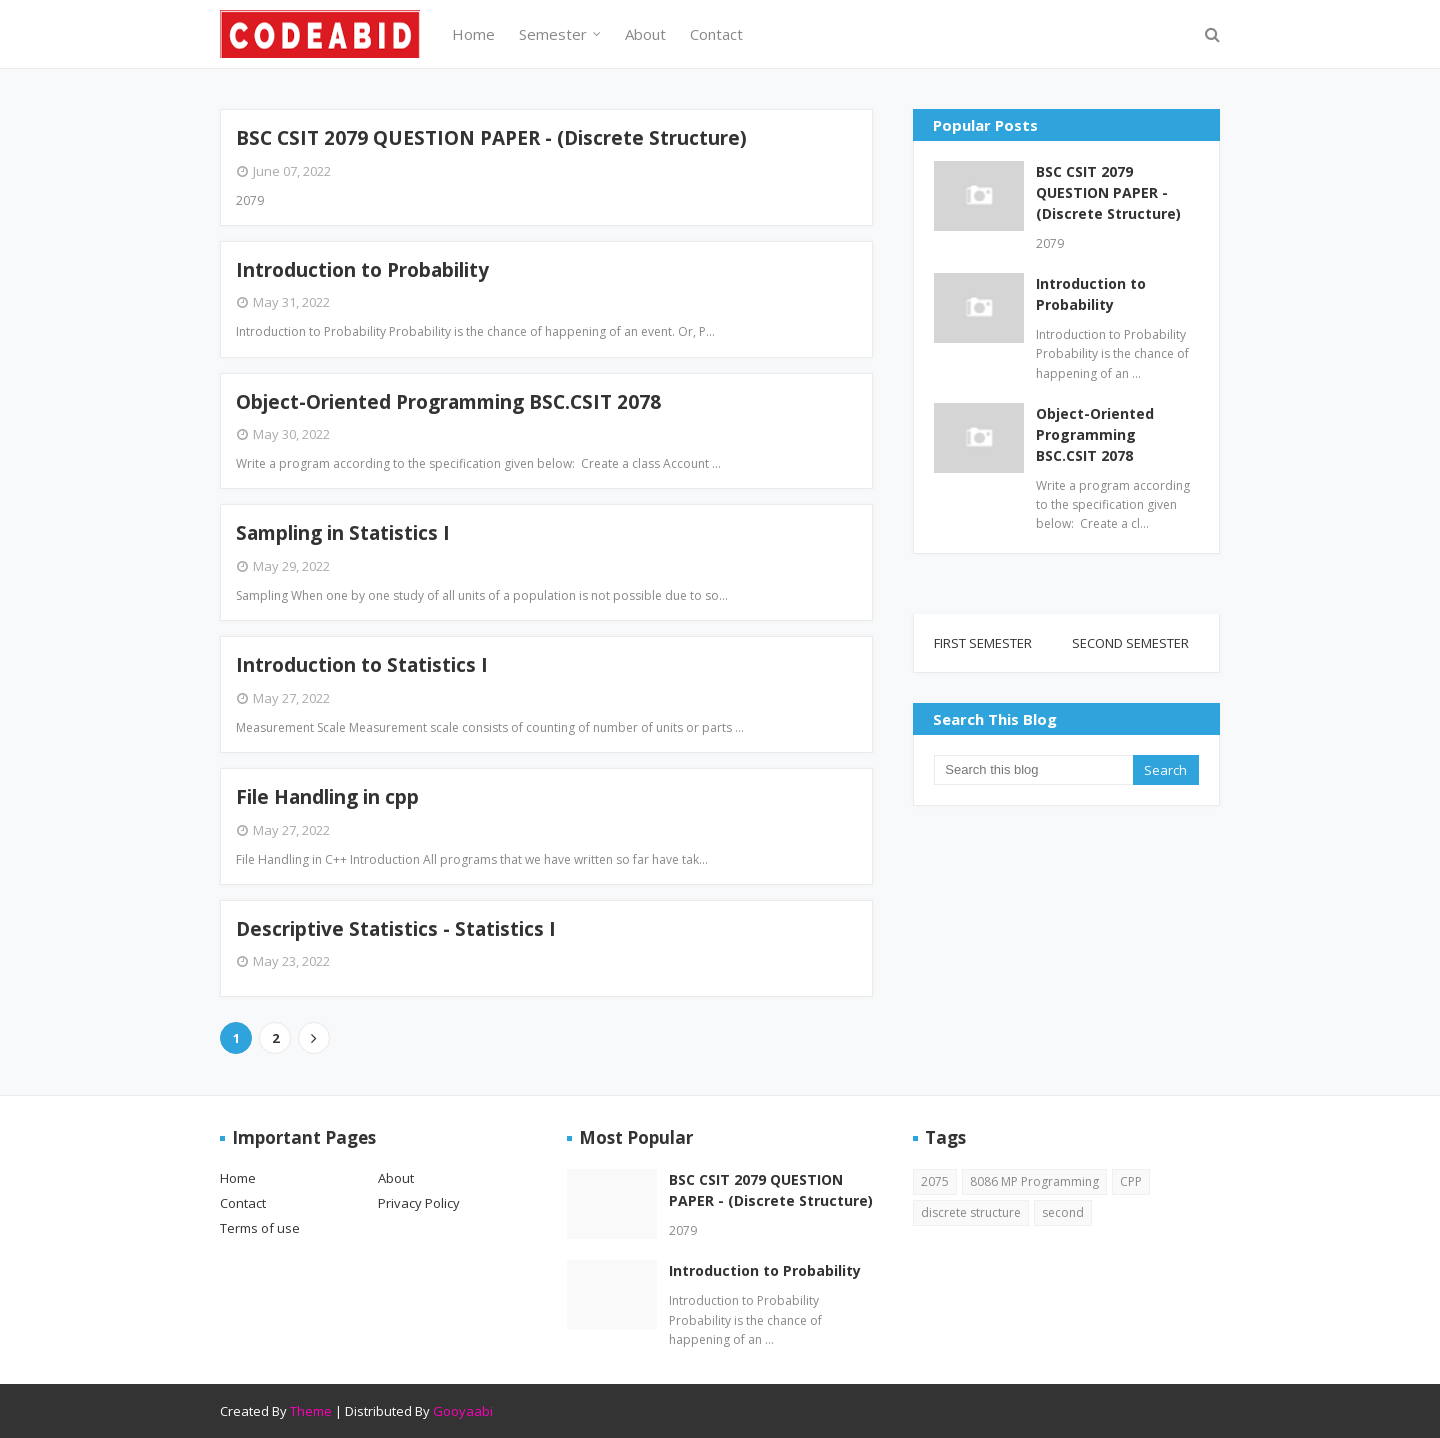 CODEABID
Home Semester About Contact
BSC CSIT 2079 QUESTION PAPER - (Discrete Structure)
June 07, 2022
2079
Introduction to Probability
May 31, 2022
Introduction to Probability Probability is the chance of happening of an event. Or, P...
Object-Oriented Programming BSC.CSIT 2078
May 30, 2022
Write a program according to the specification given below:  Create a class Account ...
Sampling in Statistics I
May 29, 2022
Sampling When one by one study of all units of a population is not possible due to so...
Introduction to Statistics I
May 27, 2022
Measurement Scale Measurement scale consists of counting of number of units or parts ...
File Handling in cpp
May 27, 2022
File Handling in C++ Introduction All programs that we have written so far have tak...
Descriptive Statistics - Statistics I
May 23, 2022
1 2
Popular Posts
BSC CSIT 2079
QUESTION PAPER -
(Discrete Structure)
2079
Introduction to
Probability
Introduction to Probability
Probability is the chance of
happening of an ...
Object-Oriented
Programming
BSC.CSIT 2078
Write a program according
to the specification given
below:  Create a cl...
FIRST SEMESTER SECOND SEMESTER
Search This Blog
Search this blog Search
Important Pages
Home About
Contact Privacy Policy
Terms of use
Most Popular
BSC CSIT 2079 QUESTION
PAPER - (Discrete Structure)
2079
Introduction to Probability
Introduction to Probability
Probability is the chance of
happening of an ...
Tags
2075 8086 MP Programming CPP
discrete structure second
Created By Theme | Distributed By Gooyaabi